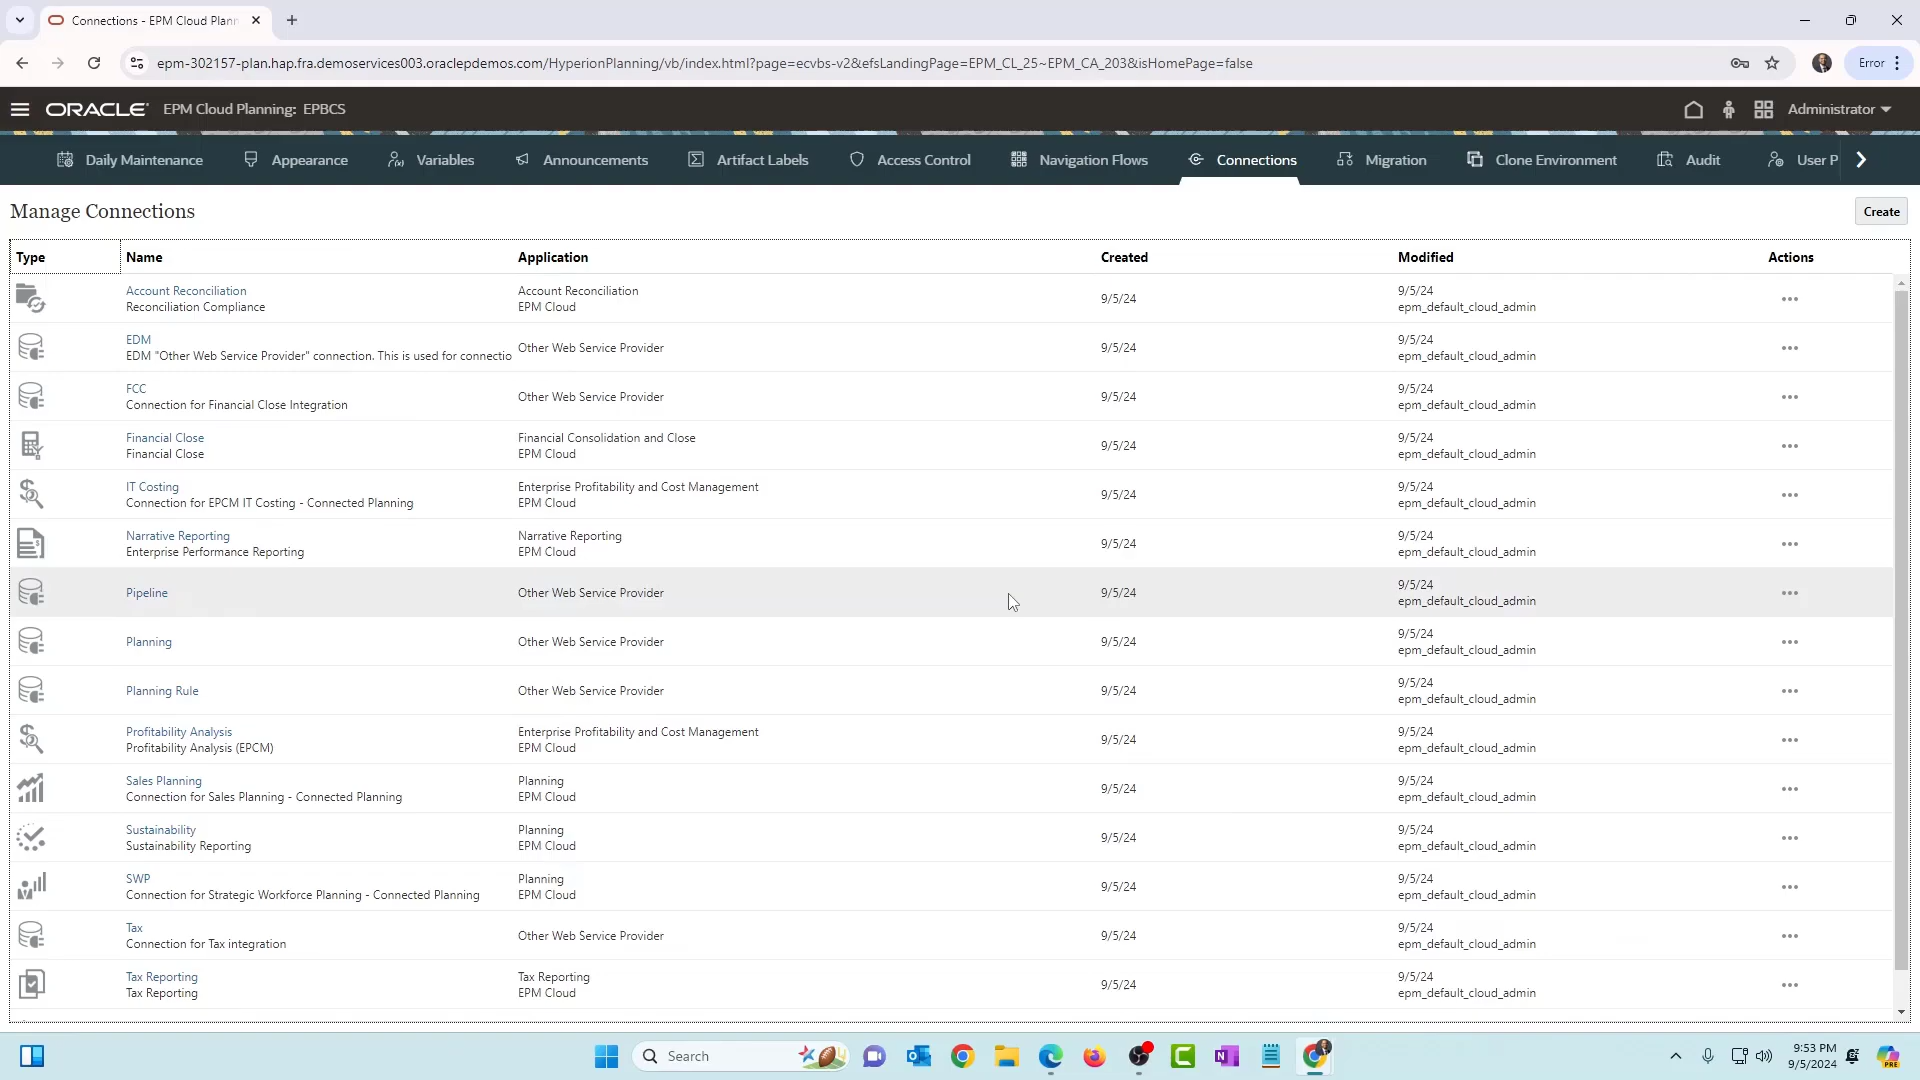 Connections - EPM Cloud Plann
epm-302157-plan.hap.fra.demoservices003.oraclepdemos.com/HyperionPlanning/vb/index.html?page=ecvbs-v2&efsLandingPage=EPM_CL_25~EPM_CA_203&isHomePage=false
Error
ORACLE EPM Cloud Planning: EPBCS Administrator
Daily Maintenance Appearance Variables Announcements Artifact Labels Access Control Navigation Flows Connections Migration Clone Environment Audit User P
Manage Connections Create
Type Name Application Created Modified Actions
Account Reconciliation Account Reconciliation 9/5/24
Reconciliation Compliance EPM Cloud 9/5/24 epm_default_cloud_admin
EDM 9/5/24
EDM "Other Web Service Provider" connection. This is used for connectio Other Web Service Provider 9/5/24 epm_default_cloud_admin
FCC 9/5/24
Connection for Financial Close Integration Other Web Service Provider 9/5/24 epm_default_cloud_admin
Financial Close Financial Consolidation and Close 9/5/24
Financial Close EPM Cloud 9/5/24 epm_default_cloud_admin
IT Costing Enterprise Profitability and Cost Management 9/5/24
Connection for EPCM IT Costing - Connected Planning EPM Cloud 9/5/24 epm_default_cloud_admin
Narrative Reporting Narrative Reporting 9/5/24
Enterprise Performance Reporting EPM Cloud 9/5/24 epm_default_cloud_admin
Pipeline Other Web Service Provider 9/5/24 9/5/24
epm_default_cloud_admin
Planning Other Web Service Provider 9/5/24 9/5/24
epm_default_cloud_admin
Planning Rule Other Web Service Provider 9/5/24 9/5/24
epm_default_cloud_admin
Profitability Analysis Enterprise Profitability and Cost Management 9/5/24
Profitability Analysis (EPCM) EPM Cloud 9/5/24 epm_default_cloud_admin
Sales Planning Planning 9/5/24
Connection for Sales Planning - Connected Planning EPM Cloud 9/5/24 epm_default_cloud_admin
Sustainability Planning 9/5/24
Sustainability Reporting EPM Cloud 9/5/24 epm_default_cloud_admin
SWP Planning 9/5/24
Connection for Strategic Workforce Planning - Connected Planning EPM Cloud 9/5/24 epm_default_cloud_admin
Tax 9/5/24
Connection for Tax integration Other Web Service Provider 9/5/24 epm_default_cloud_admin
Tax Reporting Tax Reporting 9/5/24
Tax Reporting EPM Cloud 9/5/24 epm_default_cloud_admin
Search
9:53 PM
9/5/2024
PRE